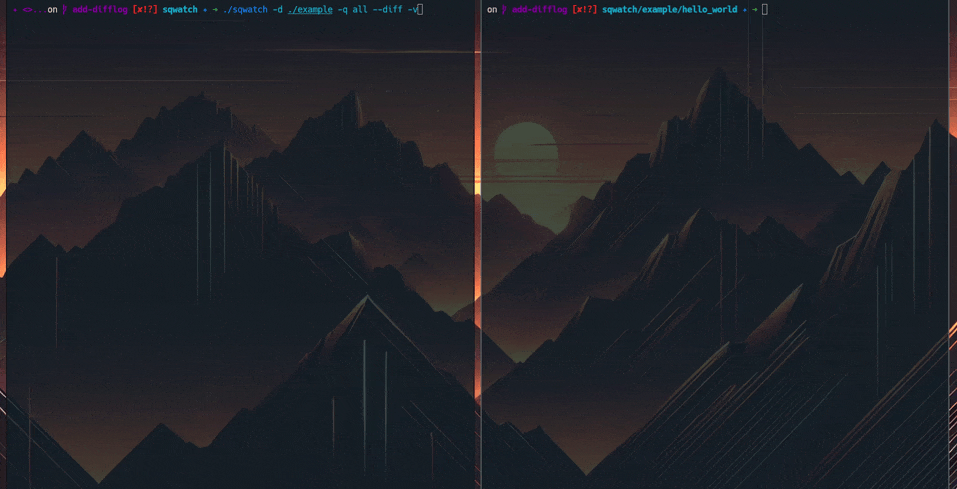 <>...on add-difflog [✘!?] sqwatch ➜ ./sqwatch -d ./example -q all --diff -v
on add-difflog [✘!?] sqwatch/example/hello_world ➜